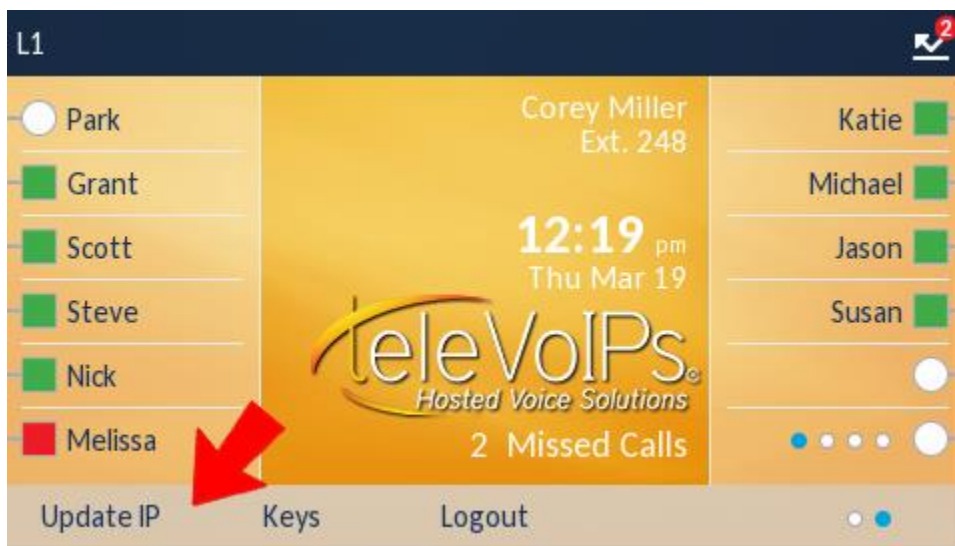 L1
2
Park
Grant
Scott
Steve
Nick
Melissa
Corey Miller
Ext. 248
12:19 pm
Thu Mar 19
teleVoIPs®
Hosted Voice Solutions
2 Missed Calls
Katie
Michael
Jason
Susan
Update IP
Keys
Logout